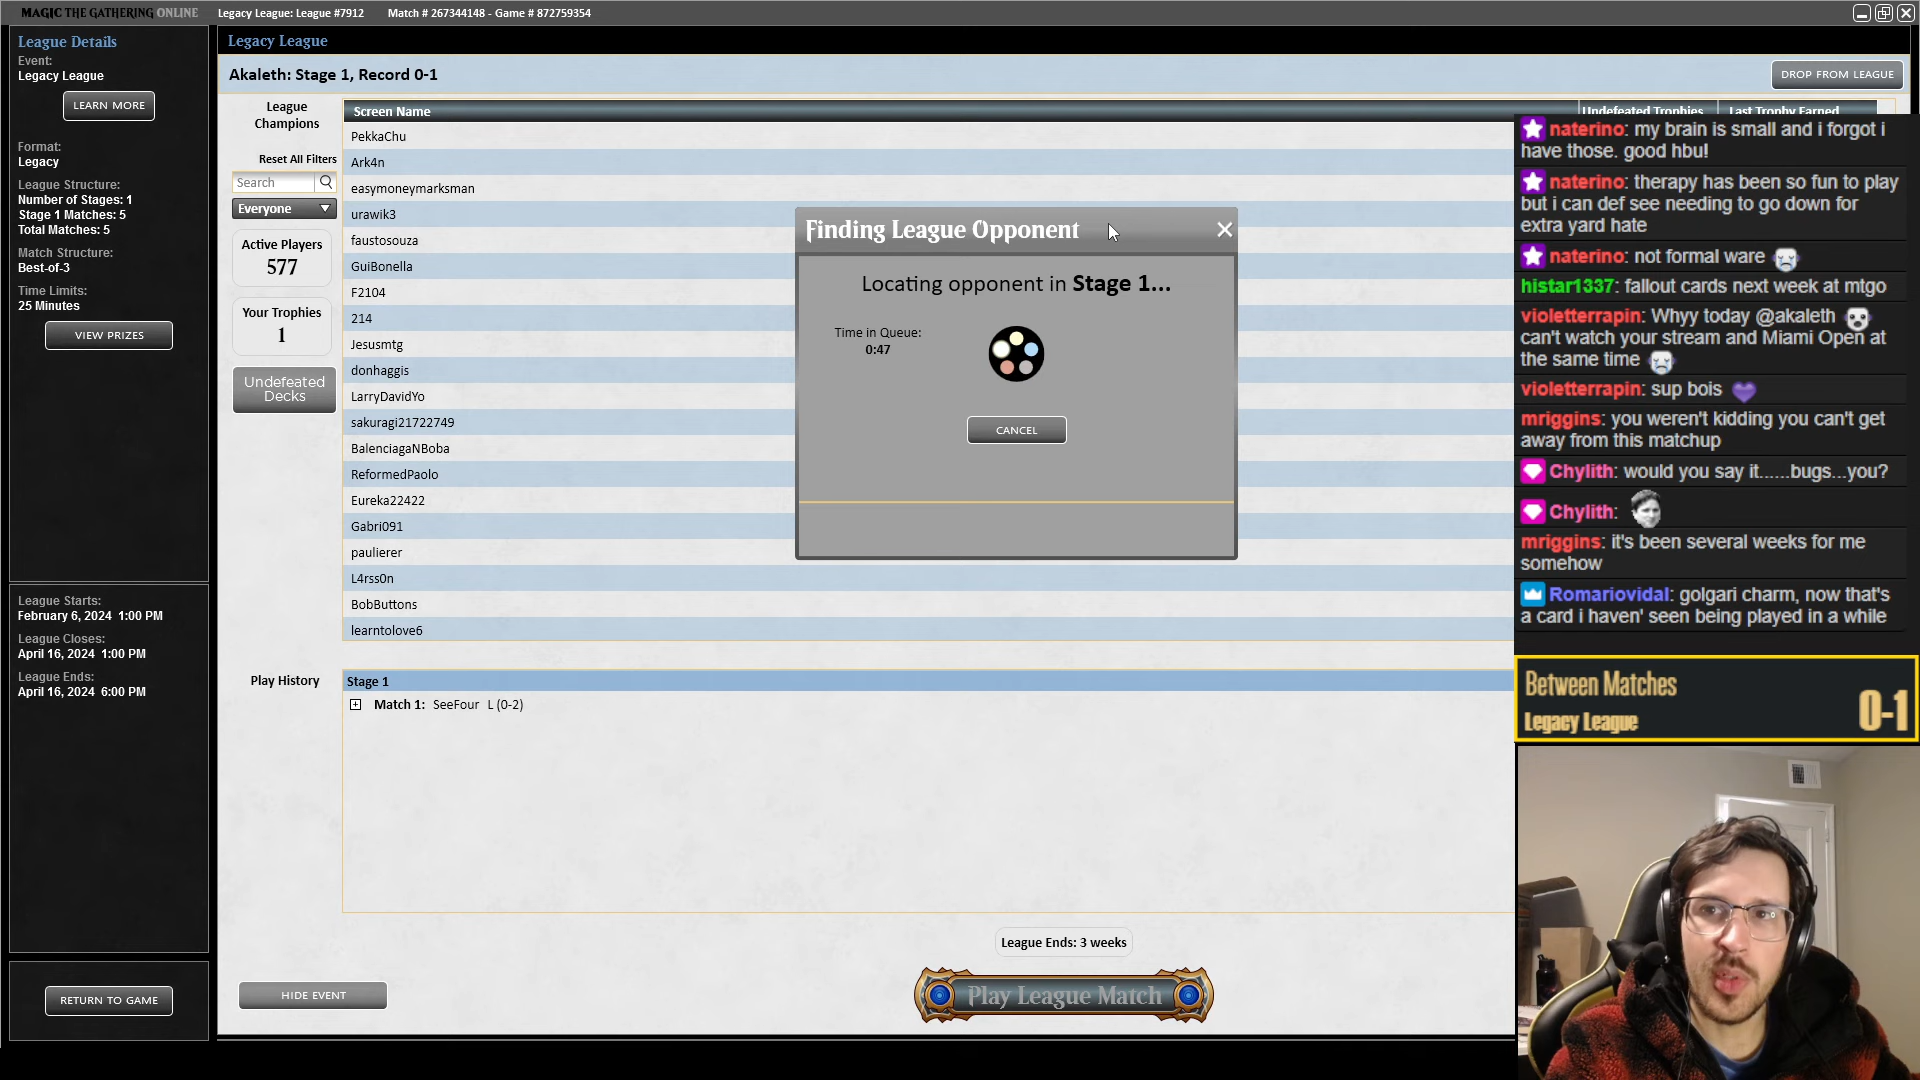 MAGIC THE GATHERING ONLINE
Legacy League: League #7912
Match # 267344148 - Game # 872759354
League Details
Event:
Legacy League
LEARN MORE
Format:
Legacy
League Structure:
Number of Stages: 1
Stage 1 Matches: 5
Total Matches: 5
Match Structure:
Best-of-3
Time Limits:
25 Minutes
VIEW PRIZES
League Starts:
February 6, 2024 1:00 PM
League Closes:
April 16, 2024 1:00 PM
League Ends:
April 16, 2024 6:00 PM
RETURN TO GAME
Legacy League
Akaleth: Stage 1, Record 0-1
DROP FROM LEAGUE
League
Champions
Reset All Filters
Search
Everyone
Active Players
577
Your Trophies
1
Undefeated
Decks
Screen Name
Undefeated Trophies
Last Trophy Earned
PekkaChu
Ark4n
easymoneymarksman
urawik3
faustosouza
GuiBonella
F2104
214
Jesusmtg
donhaggis
LarryDavidYo
sakuragi21722749
BalenciagaNBoba
ReformedPaolo
Eureka22422
Gabri091
paulierer
L4rss0n
BobButtons
learntolove6
Finding League Opponent
Locating opponent in Stage 1...
Time in Queue:
0:47
CANCEL
Play History
Stage 1
Match 1: SeeFour L (0-2)
League Ends: 3 weeks
HIDE EVENT
Play League Match
naterino: my brain is small and i forgot i
have those. good hbu!
naterino: therapy has been so fun to play
but i can def see needing to go down for
extra yard hate
naterino: not formal ware
histar1337: fallout cards next week at mtgo
violetterrapin: Whyy today @akaleth
can't watch your stream and Miami Open at
the same time
violetterrapin: sup bois
mriggins: you weren't kidding you can't get
away from this matchup
Chylith: would you say it......bugs...you?
Chylith:
mriggins: it's been several weeks for me
somehow
Romariovidal: golgari charm, now that's
a card i haven' seen being played in a while
Between Matches
Legacy League
0-1